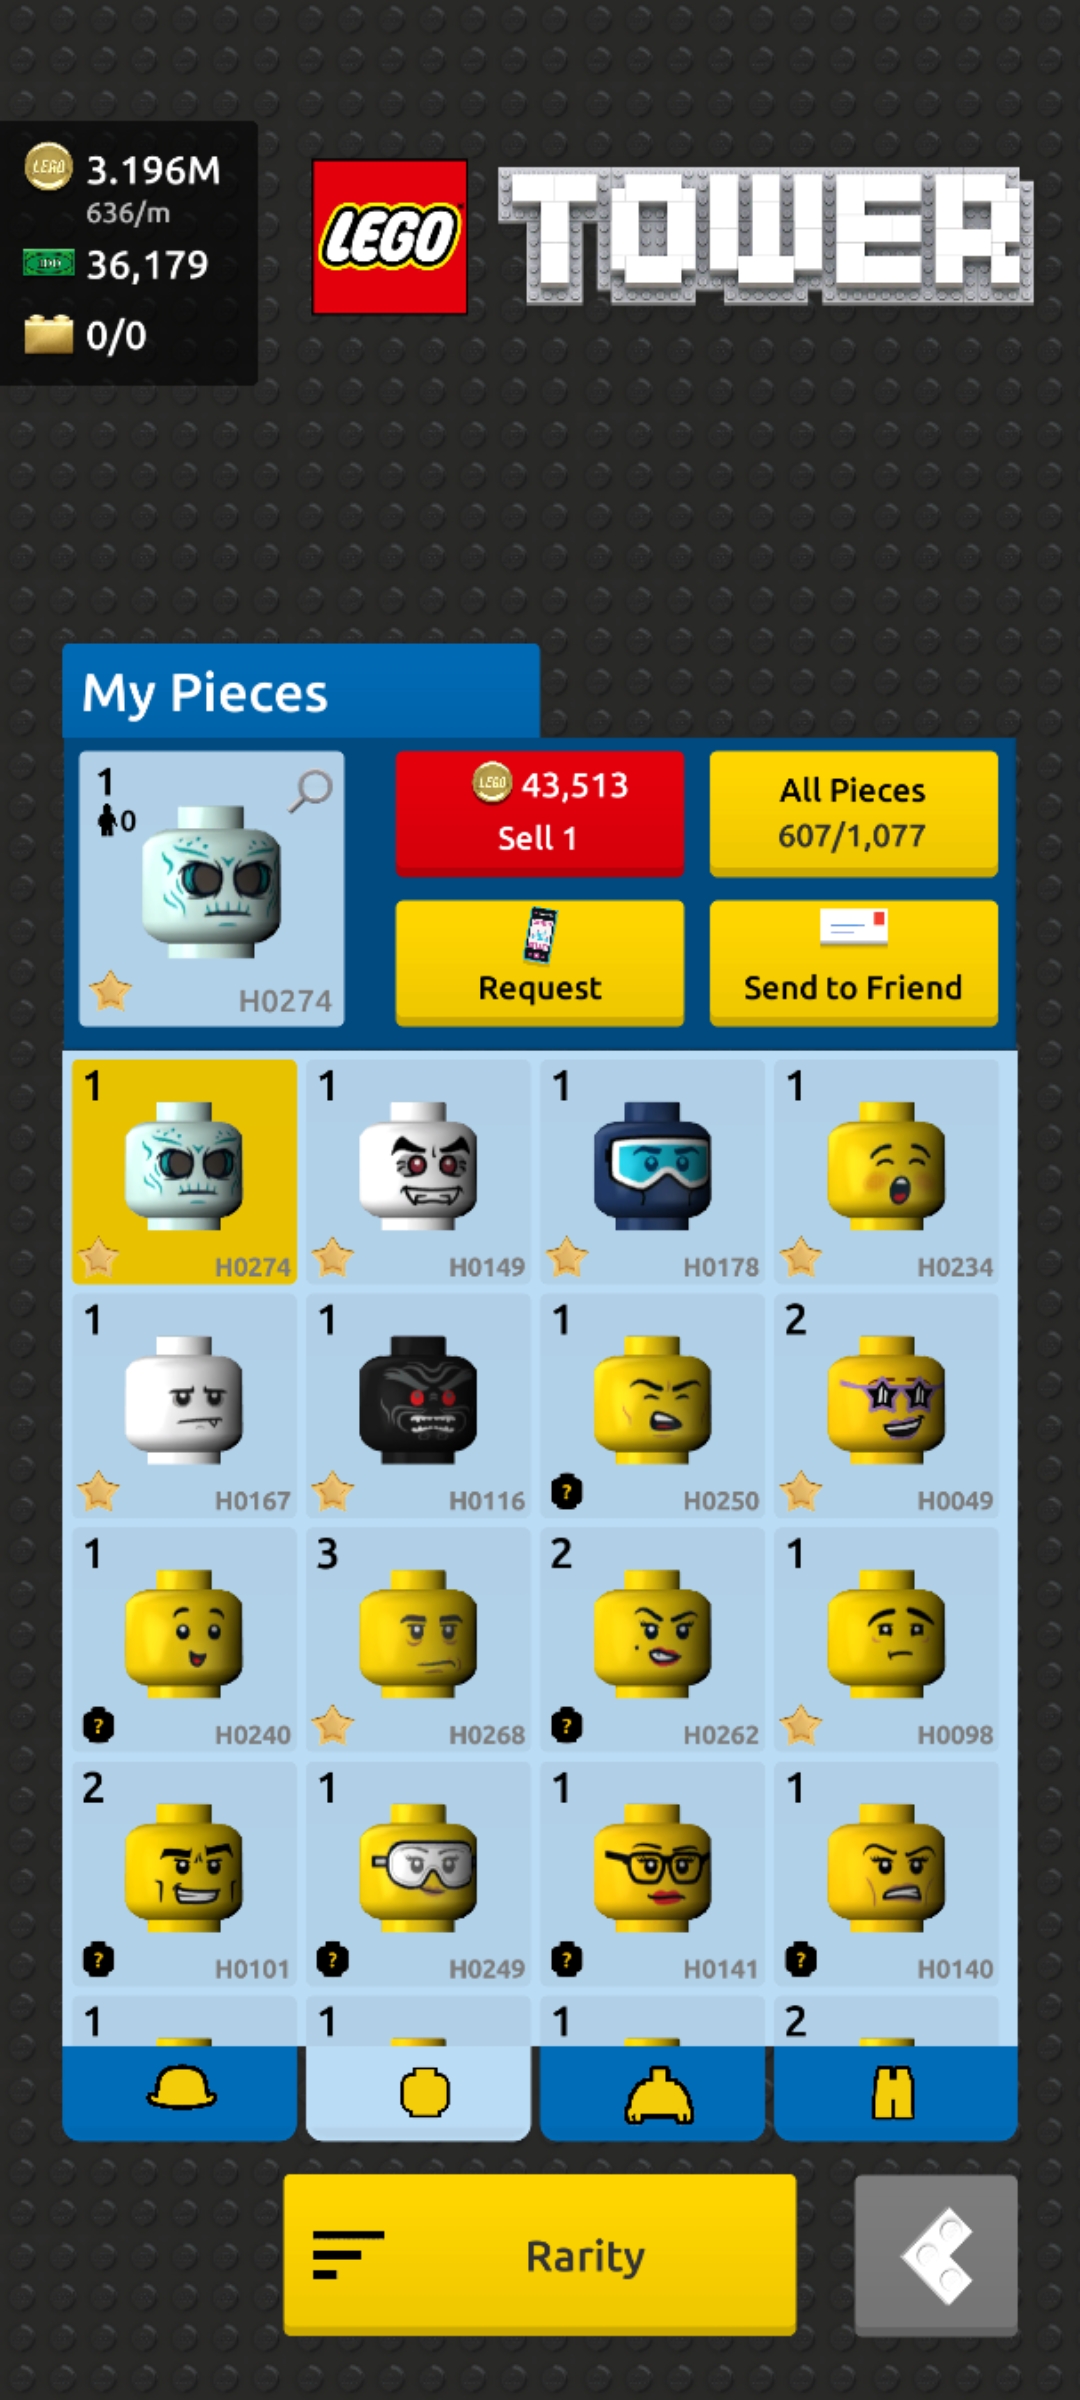 LEGO 3.196M
636/m
36,179
0/0
LEGO TOWER
My Pieces
1
0
H0274
LEGO 43,513
Sell 1
All Pieces
607/1,077
Request
Send to Friend
1 1 1 1
H0274 H0149 H0178 H0234
1 1 1 2
H0167 H0116 ? H0250 H0049
1 3 2 1
? H0240 H0268 ? H0262 H0098
2 1 1 1
? H0101 ? H0249 ? H0141 ? H0140
1 1 1 2
Rarity